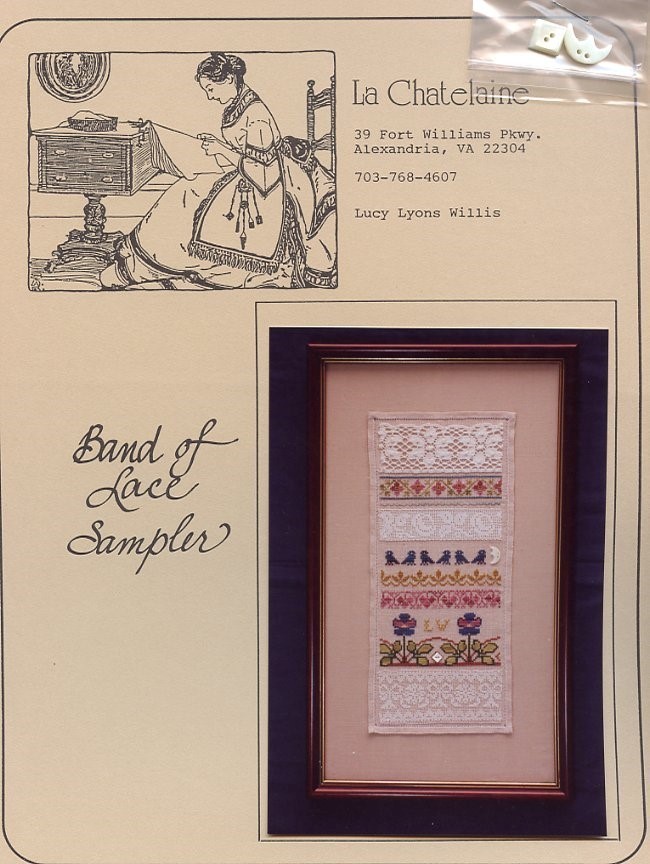 La Chatelaine
39 Fort Williams Pkwy.
Alexandria, VA 22304
703-768-4607
Lucy Lyons Willis
Band of
Lace
Sampler
LW